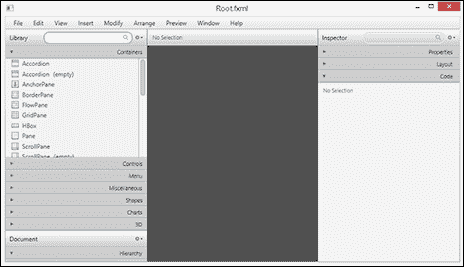 Root.fxml
File Edit View Insert Modify Arrange Preview Window Help
Library
No Selection
Inspector
Containers
Properties
Accordion
Layout
Accordion (empty)
Code
AnchorPane
No Selection
BorderPane
FlowPane
GridPane
HBox
Pane
ScrollPane
ScrollPane (empty)
Controls
Menu
Miscellaneous
Shapes
Charts
3D
Document
Hierarchy